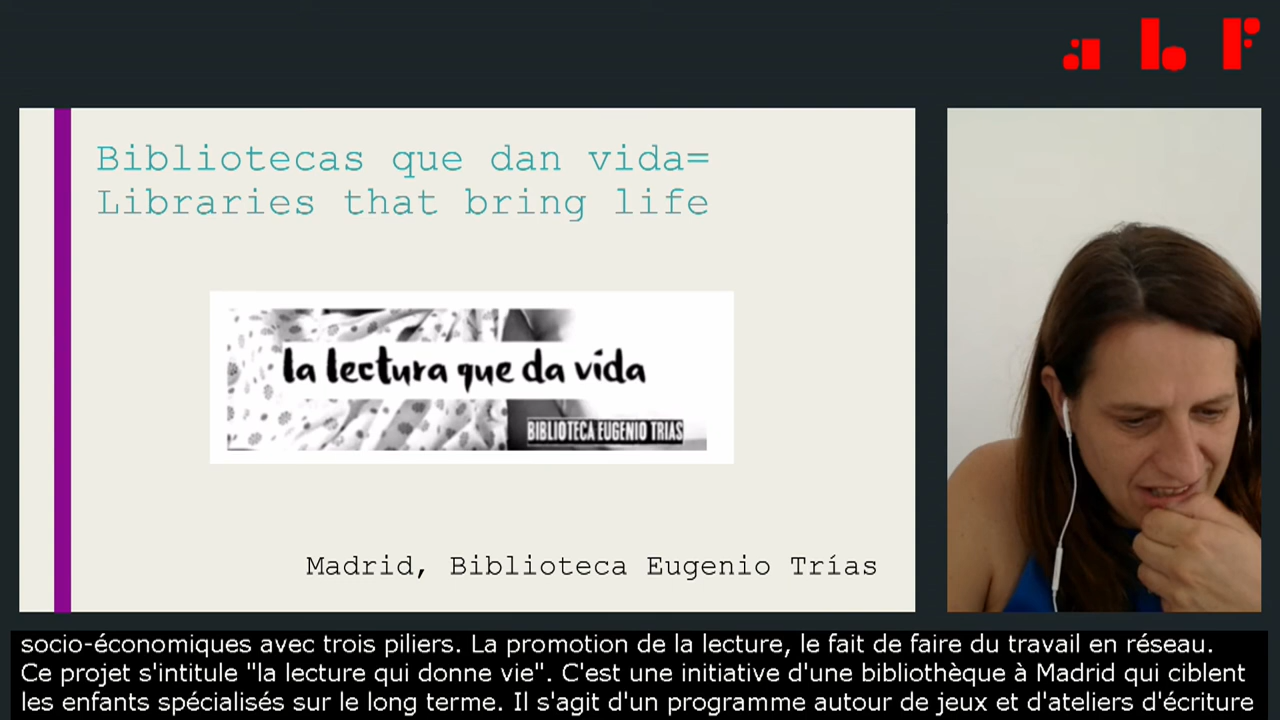 abf
Bibliotecas que dan vida=
Libraries that bring life
la lectura que da vida
BIBLIOTECA EUGENIO TRIAS
Madrid, Biblioteca Eugenio Trías
socio-économiques avec trois piliers. La promotion de la lecture, le fait de faire du travail en réseau.
Ce projet s'intitule "la lecture qui donne vie". C'est une initiative d'une bibliothèque à Madrid qui ciblent
les enfants spécialisés sur le long terme. Il s'agit d'un programme autour de jeux et d'ateliers d'écriture